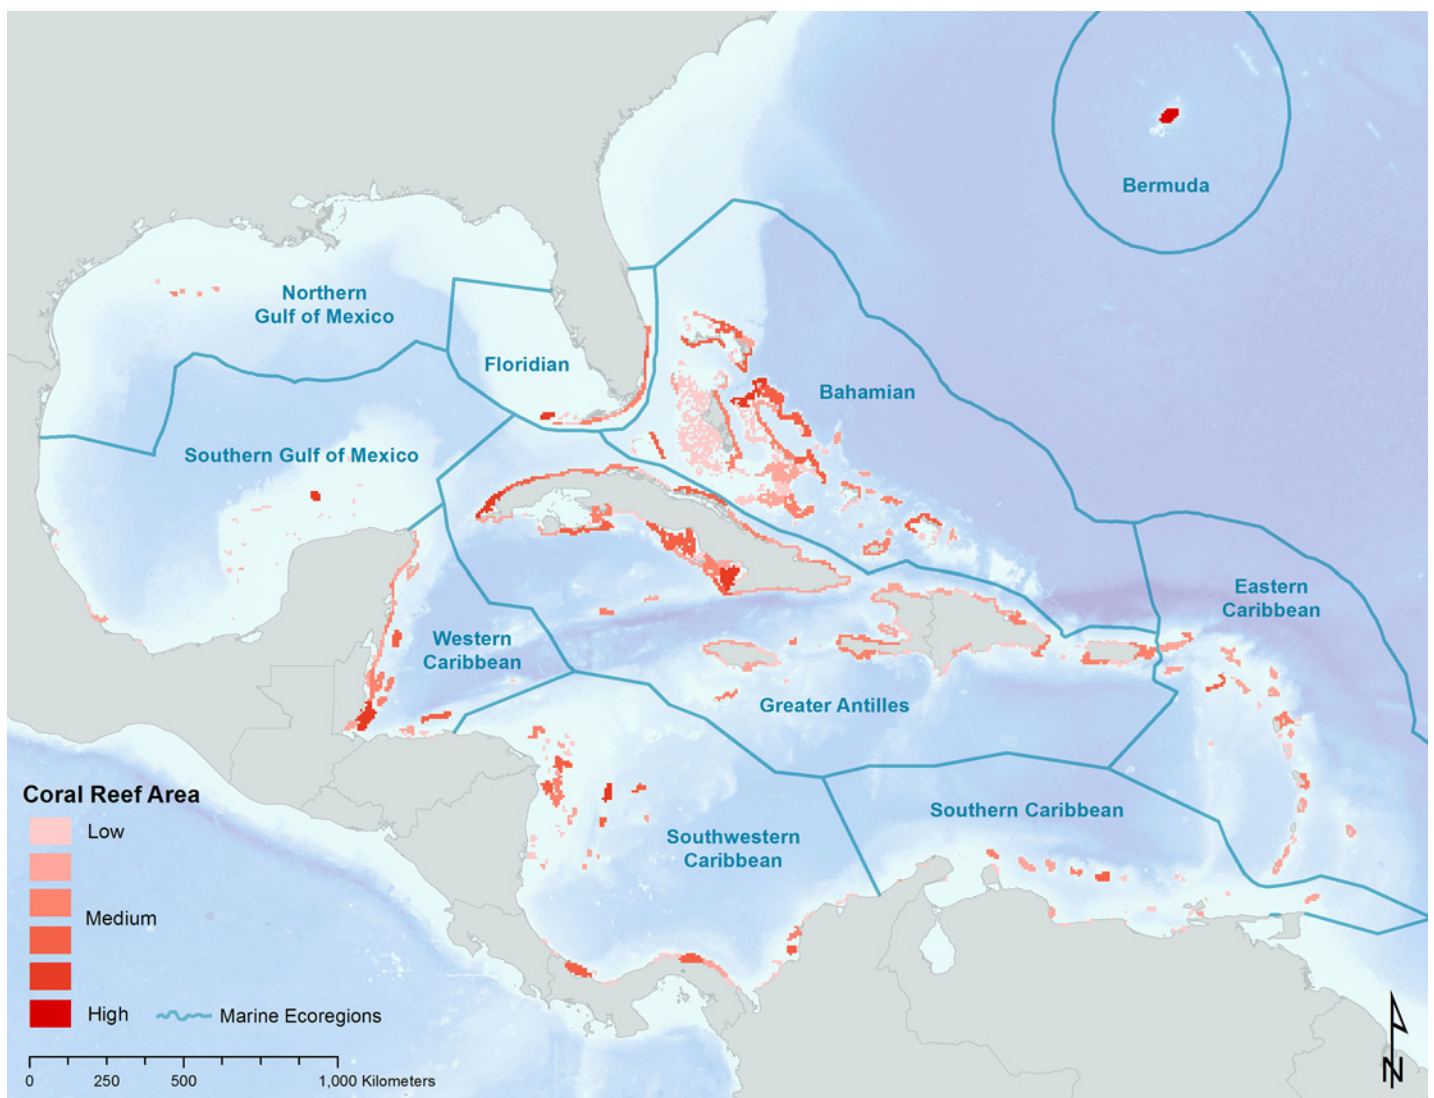 Bermuda
Northern
Gulf of Mexico
Floridian
Bahamian
Southern Gulf of Mexico
Eastern
Caribbean
Western
Caribbean
Greater Antilles
Southwestern
Caribbean
Southern Caribbean
Coral Reef Area
Low
Medium
High
Marine Ecoregions
0 250 500 1,000 Kilometers
N